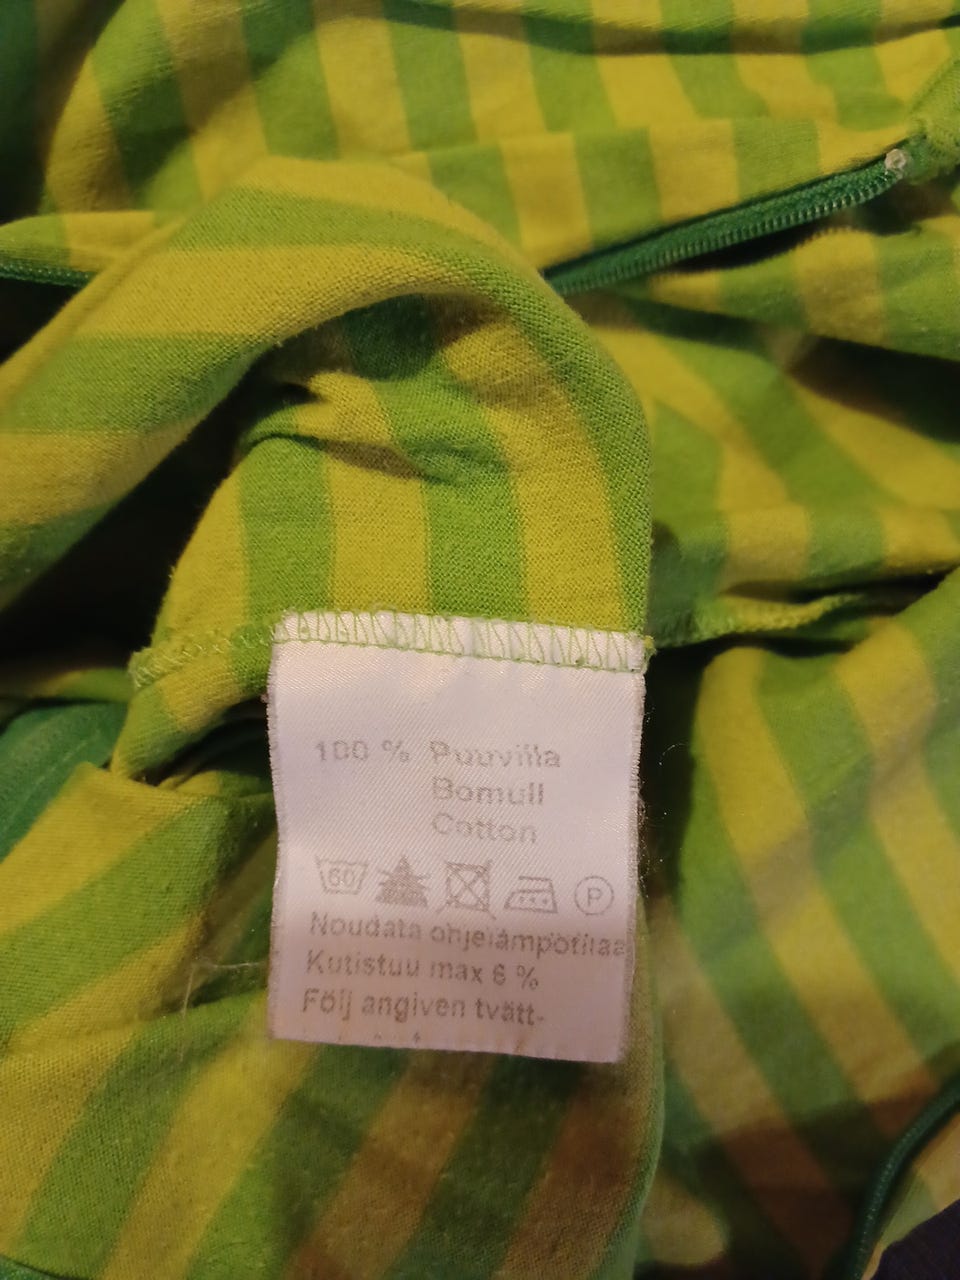 100 % Puuvilla
Bomull
Cotton
60 P
Noudata ohjelämpötilaa
Kutistuu max 6 %
Följ angiven tvätt-